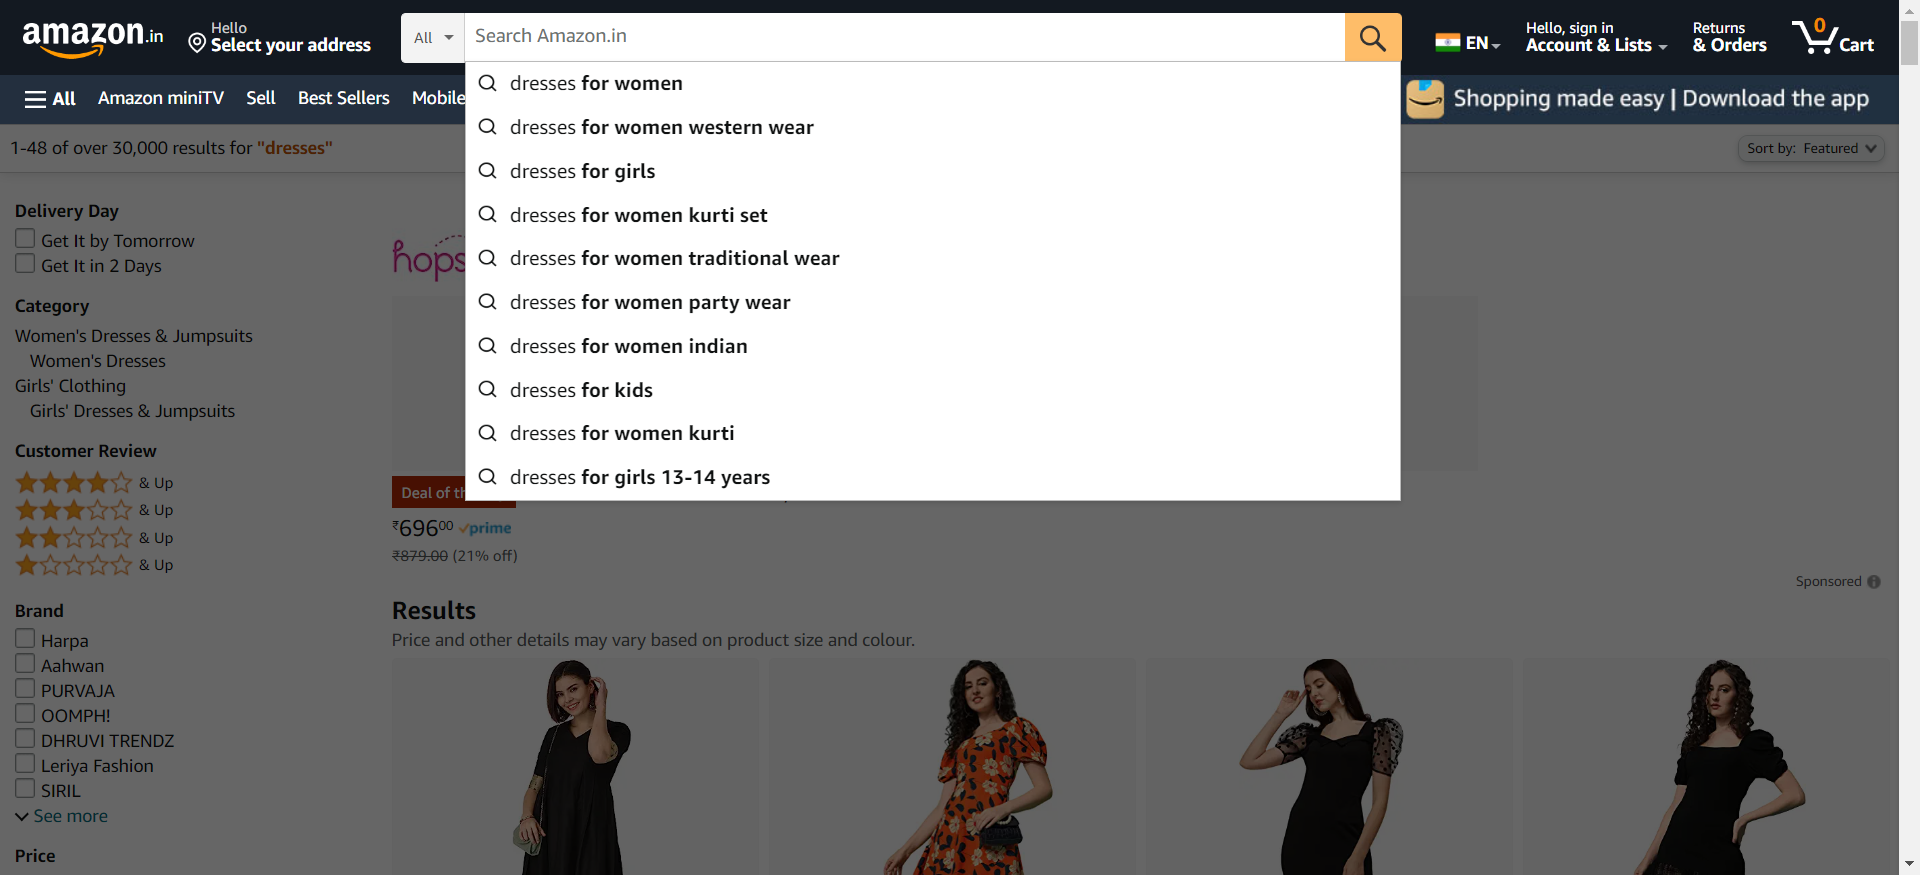 amazon.in
Hello
Select your address
All
Search Amazon.in
EN
Hello, sign in
Account & Lists
Returns
& Orders
0
Cart
All
Amazon miniTV
Sell
Best Sellers
Mobile
Shopping made easy | Download the app
dresses for women
dresses for women western wear
dresses for girls
dresses for women kurti set
dresses for women traditional wear
dresses for women party wear
dresses for women indian
dresses for kids
dresses for women kurti
dresses for girls 13-14 years
1-48 of over 30,000 results for "dresses"
Sort by: Featured
Delivery Day
Get It by Tomorrow
Get It in 2 Days
Category
Women's Dresses & Jumpsuits
Women's Dresses
Girls' Clothing
Girls' Dresses & Jumpsuits
Customer Review
& Up
& Up
& Up
& Up
Brand
Harpa
Aahwan
PURVAJA
OOMPH!
DHRUVI TRENDZ
Leriya Fashion
SIRIL
See more
Price
hops
Deal of th
₹69600 prime
₹879.00 (21% off)
Sponsored
Results
Price and other details may vary based on product size and colour.